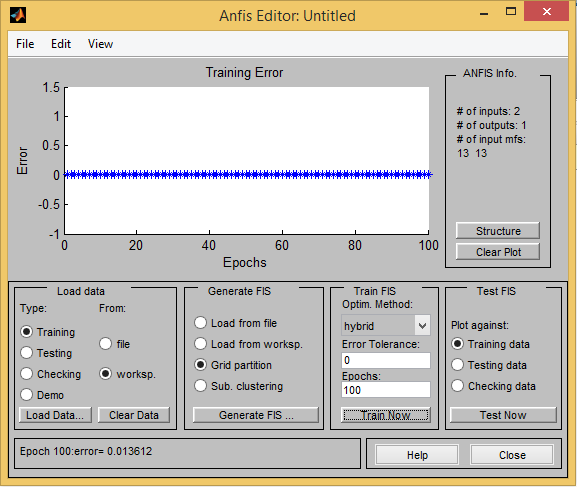 Anfis Editor: Untitled
File Edit View
Training Error
1.5
1
0.5
0
-0.5
-1
Error
0 20 40 60 80 100
Epochs
ANFIS Info.
# of inputs: 2
# of outputs: 1
# of input mfs:
13 13
Structure
Clear Plot
Load data
Type: From:
Training
Testing
Checking
Demo
file
worksp.
Load Data... Clear Data
Generate FIS
Load from file
Load from worksp.
Grid partition
Sub. clustering
Generate FIS ...
Train FIS
Optim. Method:
hybrid
Error Tolerance:
0
Epochs:
100
Train Now
Test FIS
Plot against:
Training data
Testing data
Checking data
Test Now
Epoch 100:error= 0.013612
Help Close